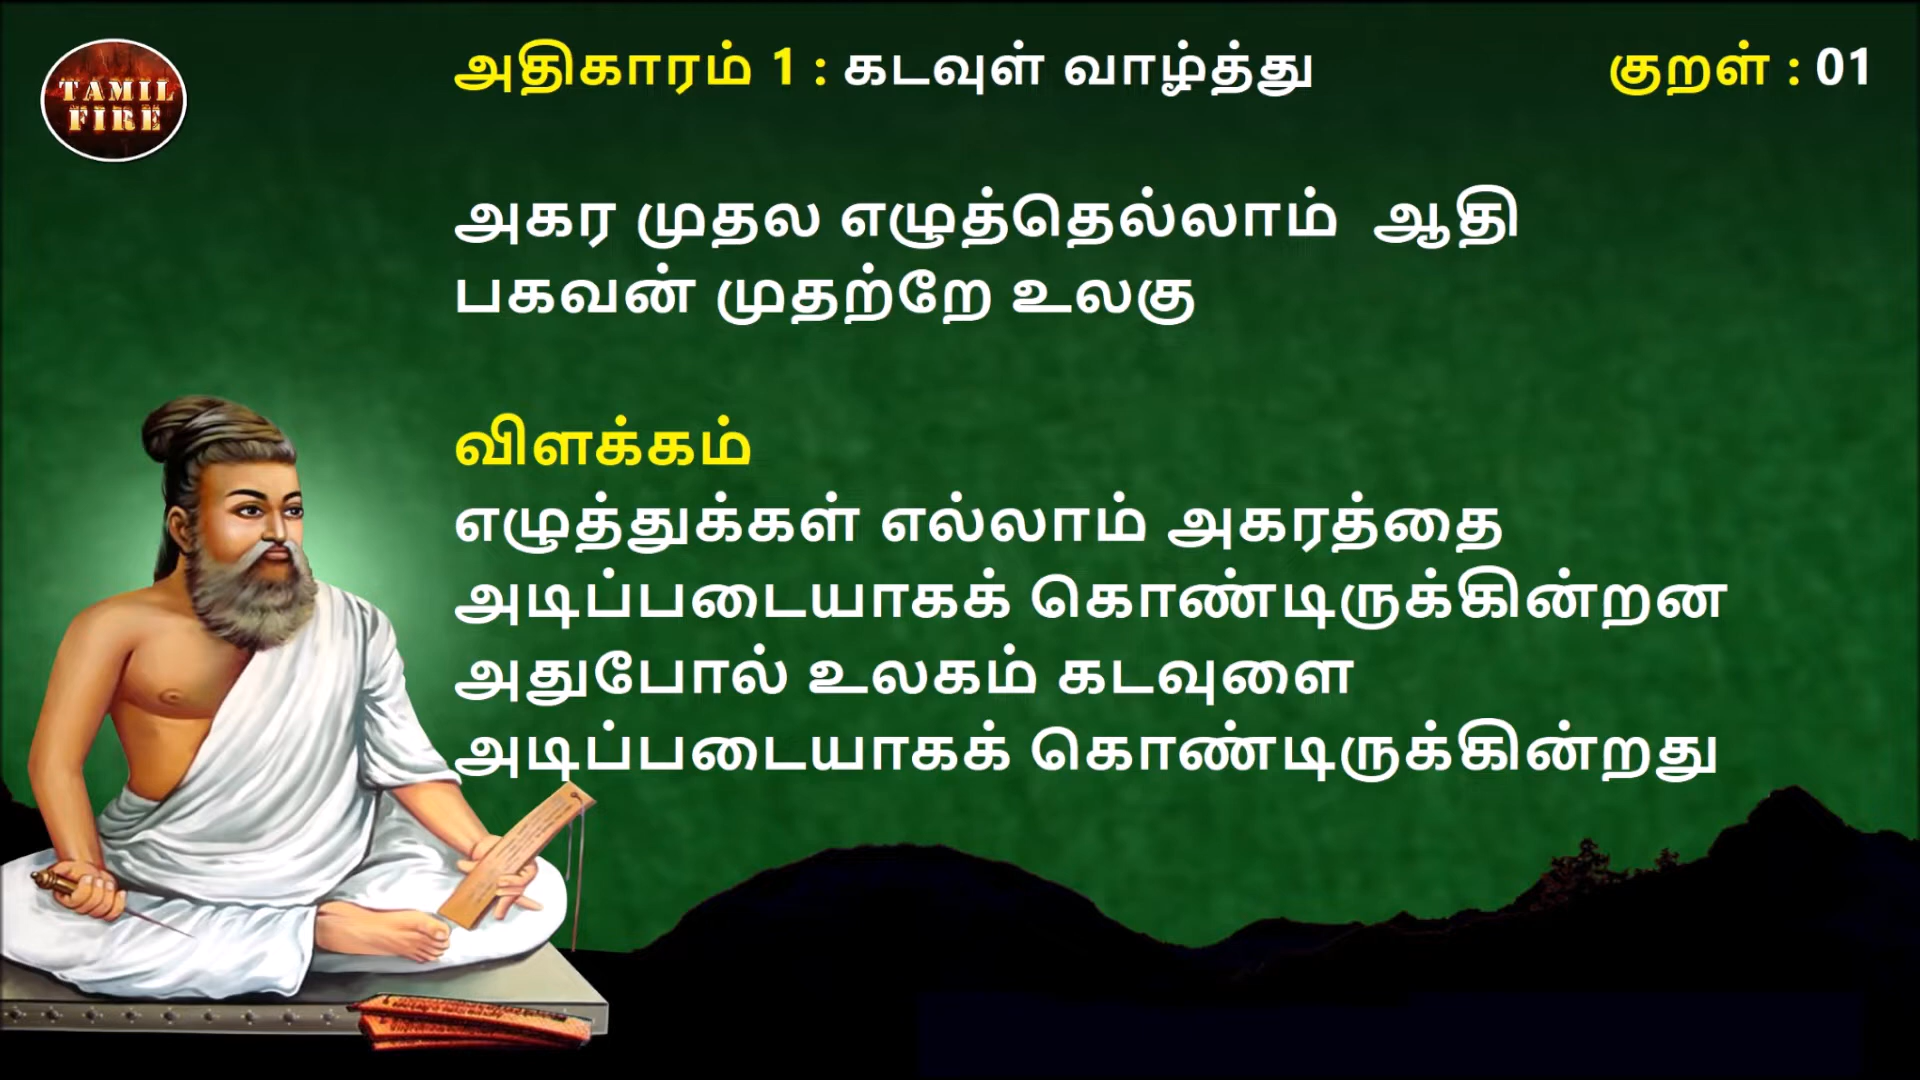 TAMIL
FIRE
அதிகாரம் 1 : கடவுள் வாழ்த்து
குறள் : 01
அகர முதல எழுத்தெல்லாம் ஆதி
பகவன் முதற்றே உலகு
விளக்கம்
எழுத்துக்கள் எல்லாம் அகரத்தை
அடிப்படையாகக் கொண்டிருக்கின்றன
அதுபோல் உலகம் கடவுளை
அடிப்படையாகக் கொண்டிருக்கின்றது